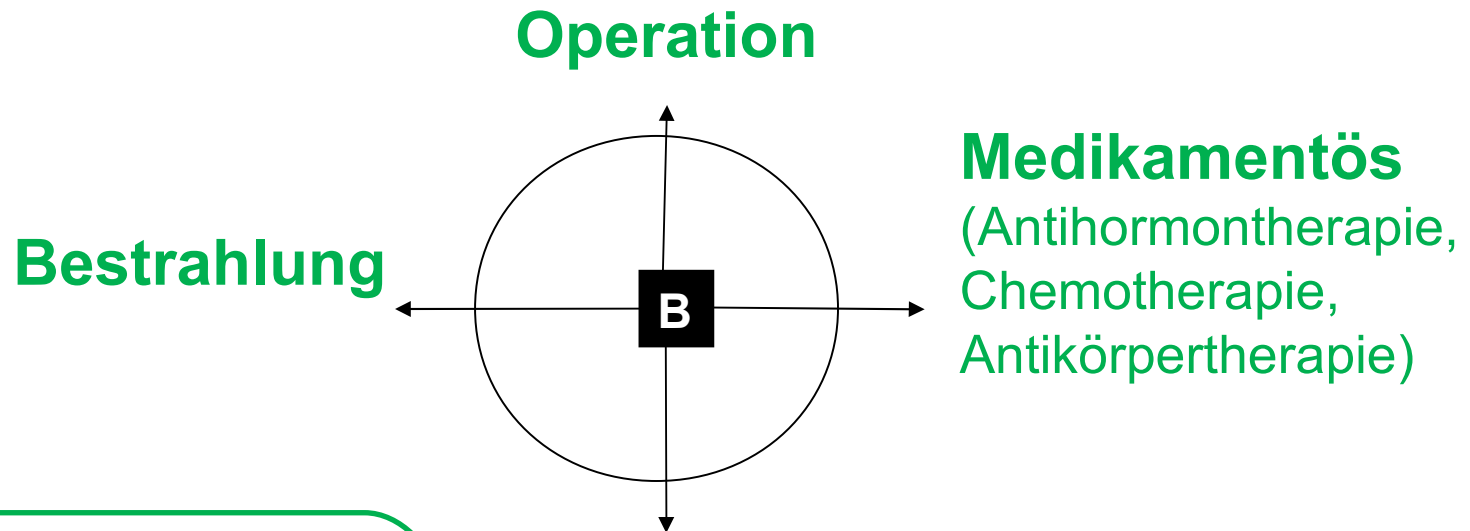 Operation
Medikamentös
(Antihormontherapie,
Chemotherapie,
Antikörpertherapie)
Bestrahlung
B